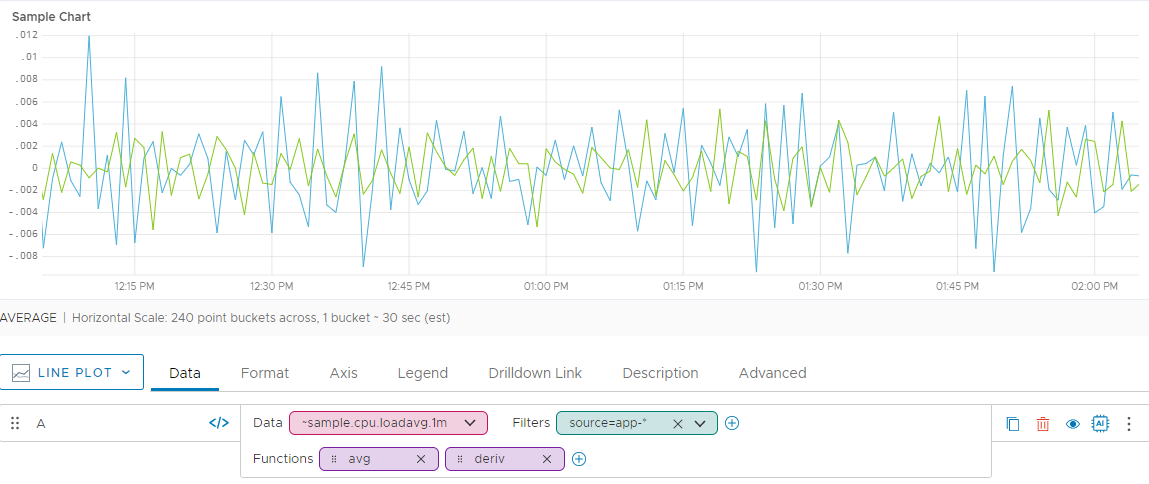 Sample Chart
.012
.01
.008
.006
.004
.002
0
-.002
-.004
-.006
-.008
12:15 PM 12:30 PM 12:45 PM 01:00 PM 01:15 PM 01:30 PM 01:45 PM 02:00 PM
AVERAGE | Horizontal Scale: 240 point buckets across, 1 bucket ~ 30 sec (est)
LINE PLOT Data Format Axis Legend Drilldown Link Description Advanced
A </> Data ~sample.cpu.loadavg.1m Filters source=app-* AI
Functions avg deriv